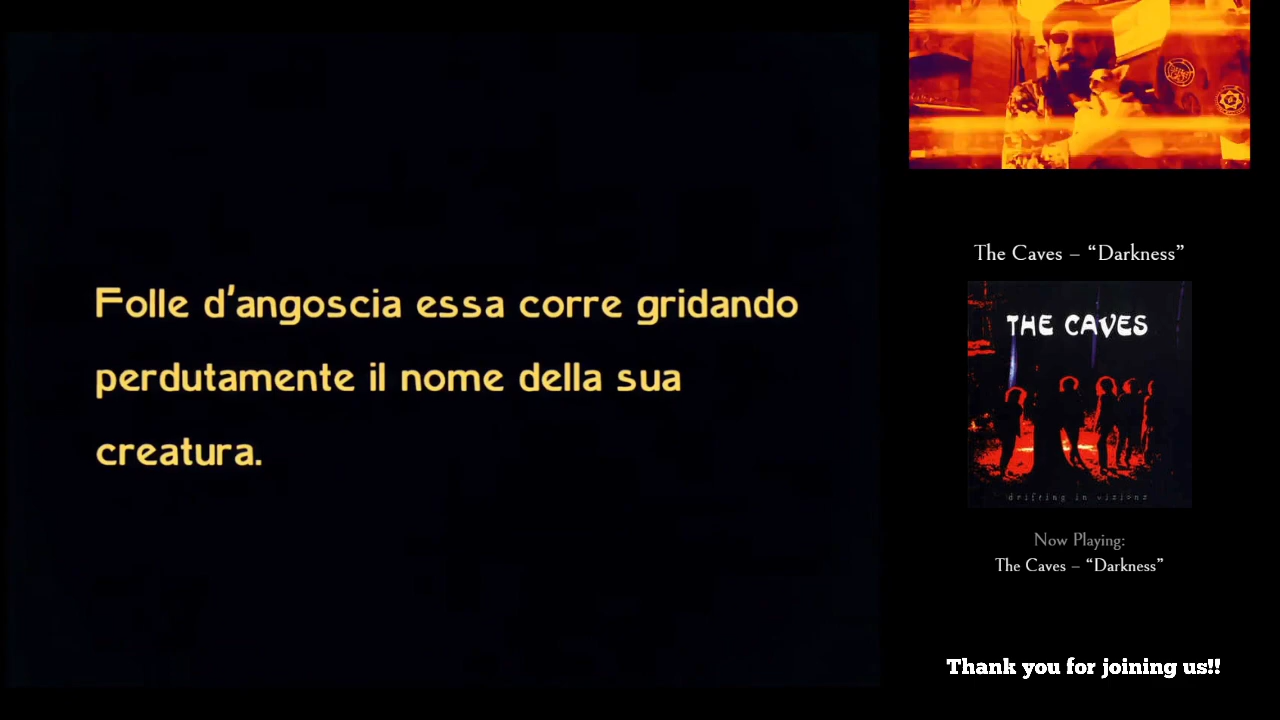 Folle d'angoscia essa corre gridando
perdutamente il nome della sua
creatura.
The Caves – “Darkness”
THE CAVES
drifting in visions
Now Playing:
The Caves – “Darkness”
Thank you for joining us!!